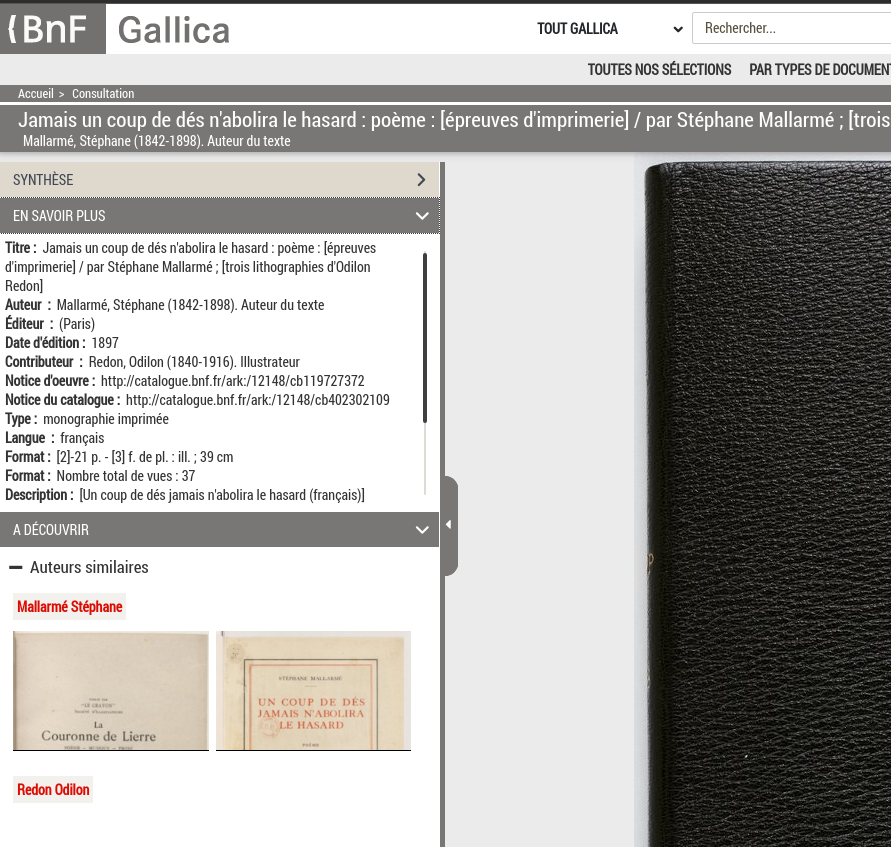 BnF Gallica TOUT GALLICA Rechercher...
TOUTES NOS SÉLECTIONS PAR TYPES DE DOCUMENT
Accueil > Consultation
Jamais un coup de dés n'abolira le hasard : poème : [épreuves d'imprimerie] / par Stéphane Mallarmé ; [trois
Mallarmé, Stéphane (1842-1898). Auteur du texte
SYNTHÈSE
EN SAVOIR PLUS
Titre : Jamais un coup de dés n'abolira le hasard : poème : [épreuves
d'imprimerie] / par Stéphane Mallarmé ; [trois lithographies d'Odilon
Redon]
Auteur : Mallarmé, Stéphane (1842-1898). Auteur du texte
Éditeur : (Paris)
Date d'édition : 1897
Contributeur : Redon, Odilon (1840-1916). Illustrateur
Notice d'oeuvre : http://catalogue.bnf.fr/ark:/12148/cb119727372
Notice du catalogue : http://catalogue.bnf.fr/ark:/12148/cb402302109
Type : monographie imprimée
Langue : français
Format : [2]-21 p. - [3] f. de pl. : ill. ; 39 cm
Format : Nombre total de vues : 37
Description : [Un coup de dés jamais n'abolira le hasard (français)]
A DÉCOUVRIR
Auteurs similaires
Mallarmé Stéphane
"LE CRAYON"
La
Couronne de Lierre
POÉSIE — MUSIQUE — PROSE
STÉPHANE MALLARMÉ
UN COUP DE DÉS
JAMAIS N'ABOLIRA
LE HASARD
POÈME
Redon Odilon